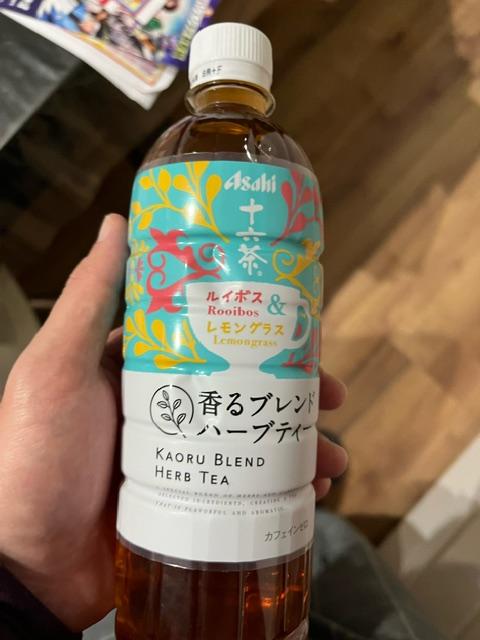 Asahi
十六茶
ルイボス
Rooibos
&
レモングラス
Lemongrass
香るブレンド
ハーブティー
KAORU BLEND
HERB TEA
カフェインゼロ